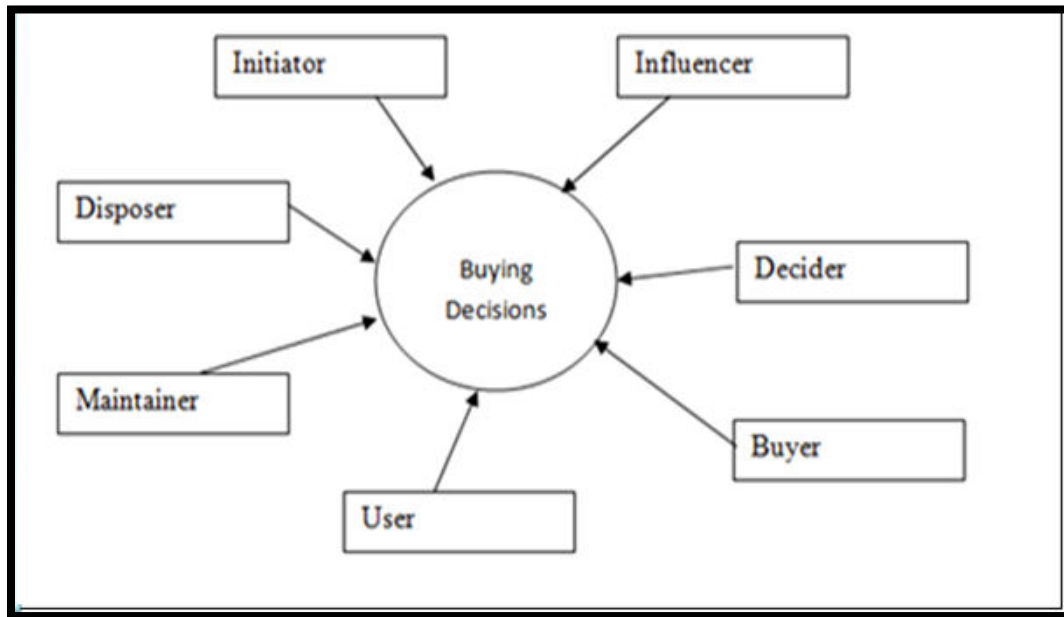 Initiator
Influencer
Disposer
Buying
Decisions
Decider
Maintainer
Buyer
User